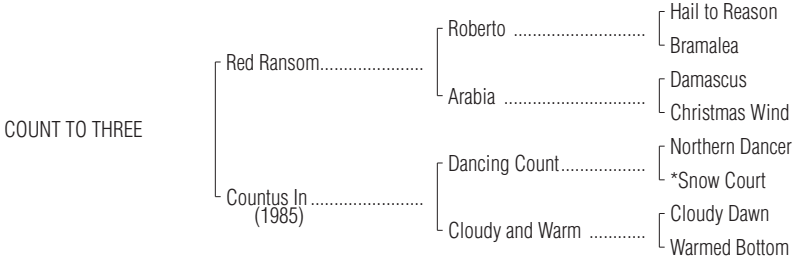 Hail to Reason
Roberto ............................
Bramalea
Red Ransom......................
Damascus
Arabia ..............................
Christmas Wind
COUNT TO THREE
Northern Dancer
Dancing Count..................
*Snow Court
Countus In ........................
(1985)
Cloudy Dawn
Cloudy and Warm ............
Warmed Bottom